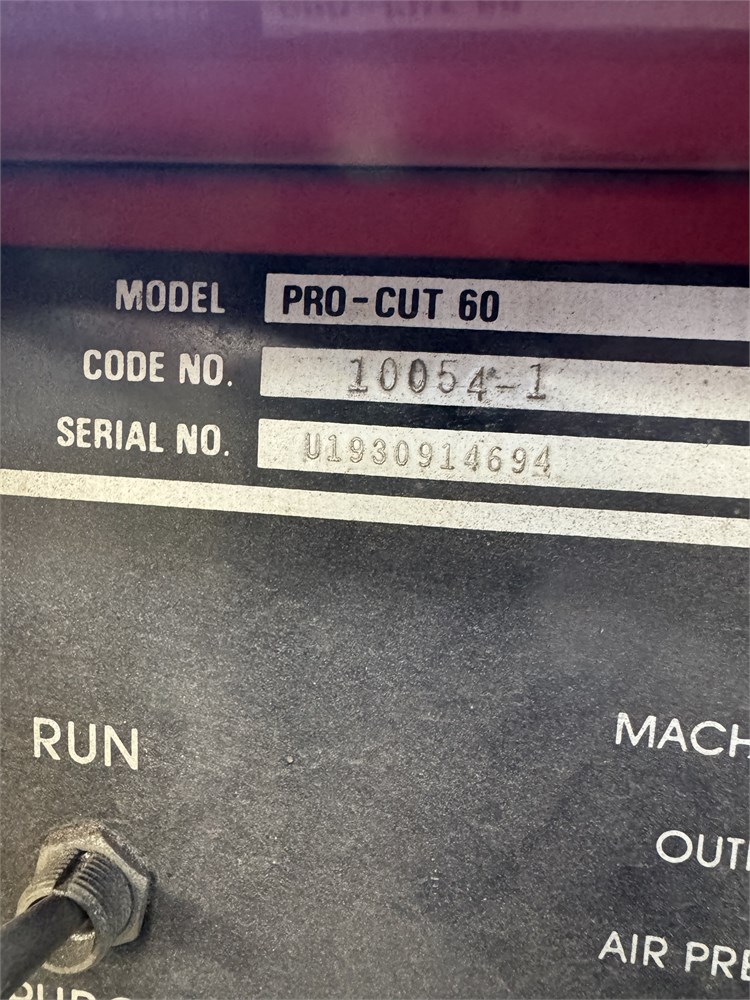 MODEL PRO-CUT 60
CODE NO. 10054-1
SERIAL NO. U1930914694
RUN
MACH
OUT
AIR PRE